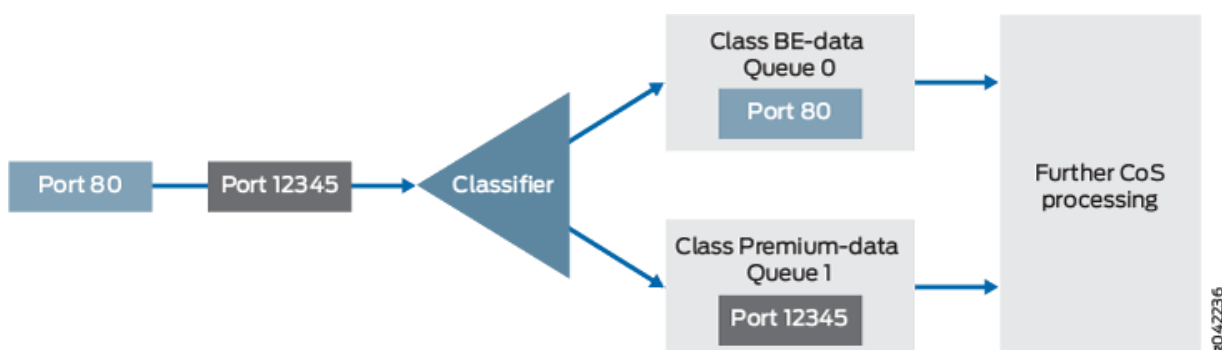 Port 80
Port 12345
Classifier
Class BE-data
Queue 0
Port 80
Class Premium-data
Queue 1
Port 12345
Further CoS
processing
g042236